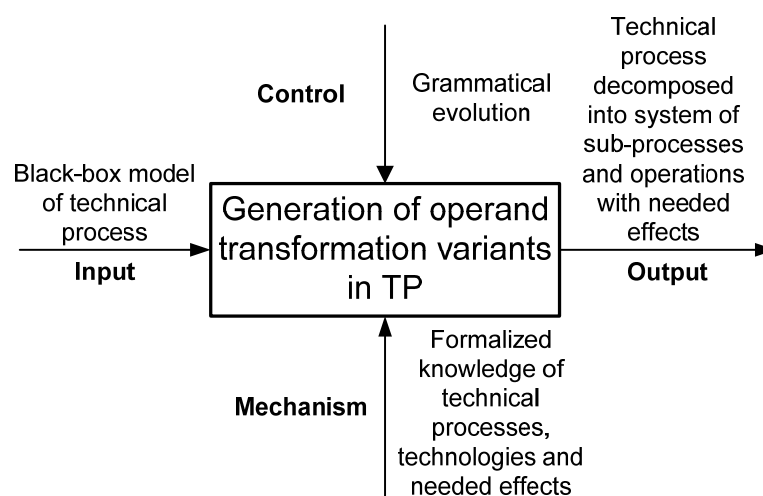 Control
Grammatical
evolution
Technical
process
decomposed
into system of
sub-processes
and operations
with needed
effects
Output
Black-box model
of technical
process
Input
Generation of operand
transformation variants
in TP
Mechanism
Formalized
knowledge of
technical
processes,
technologies and
needed effects